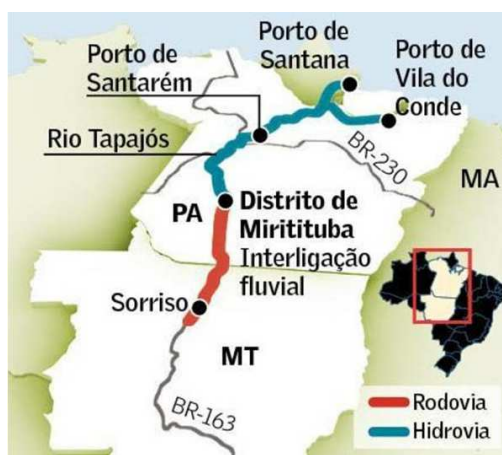 Porto de
Santana
Porto de
Vila do
Conde
Porto de
Santarém
Rio Tapajós
BR-230
MA
PA
Distrito de
Miritituba
Interligação
fluvial
Sorriso
MT
BR-163
Rodovia
Hidrovia